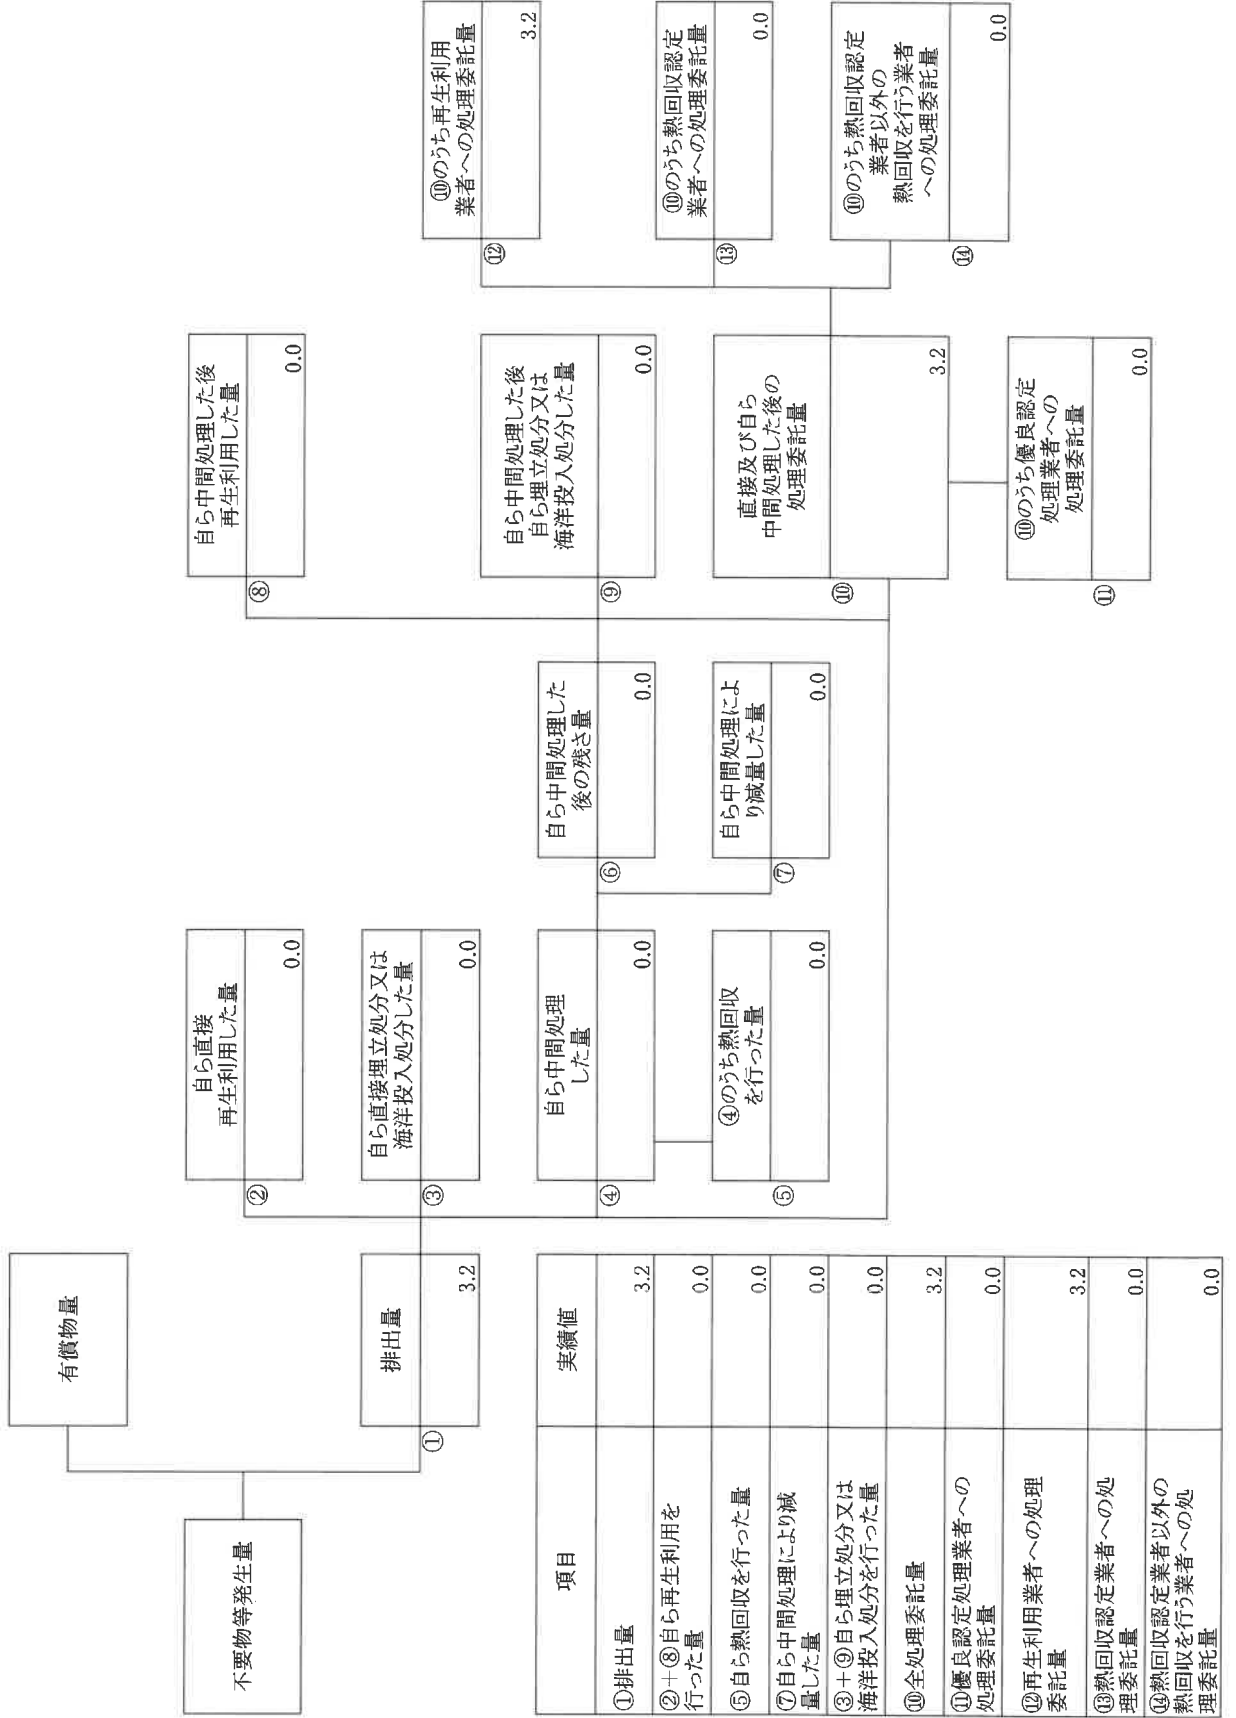 不要物等発生量
有償物量
排出量
①
3.2
自ら直接
再生利用した量
②
0.0
自ら直接埋立処分又は
海洋投入処分した量
③
0.0
自ら中間処理
した量
④
0.0
④のうち熱回収
を行った量
⑤
0.0
自ら中間処理した
後の残さ量
⑥
0.0
自ら中間処理によ
り減量した量
⑦
0.0
自ら中間処理した後
再生利用した量
⑧
0.0
自ら中間処理した後
自ら埋立処分又は
海洋投入処分した量
⑨
0.0
直接及び自ら
中間処理した後の
処理委託量
⑩
3.2
⑩のうち優良認定
処理業者への
処理委託量
⑪
0.0
⑩のうち再生利用
業者への処理委託量
⑫
3.2
⑩のうち熱回収認定
業者への処理委託量
⑬
0.0
⑩のうち熱回収認定
業者以外の
熱回収を行う業者
への処理委託量
⑭
0.0
項目 実績値
①排出量 3.2
②+⑧自ら再生利用を
行った量 0.0
⑤自ら熱回収を行った量 0.0
⑦自ら中間処理により減
量した量 0.0
③+⑨自ら埋立処分又は
海洋投入処分を行った量 0.0
⑩全処理委託量 3.2
⑪優良認定処理業者への
処理委託量 0.0
⑫再生利用業者への処理
委託量 3.2
⑬熱回収認定業者への処
理委託量 0.0
⑭熱回収認定業者以外の
熱回収を行う業者への処
理委託量 0.0